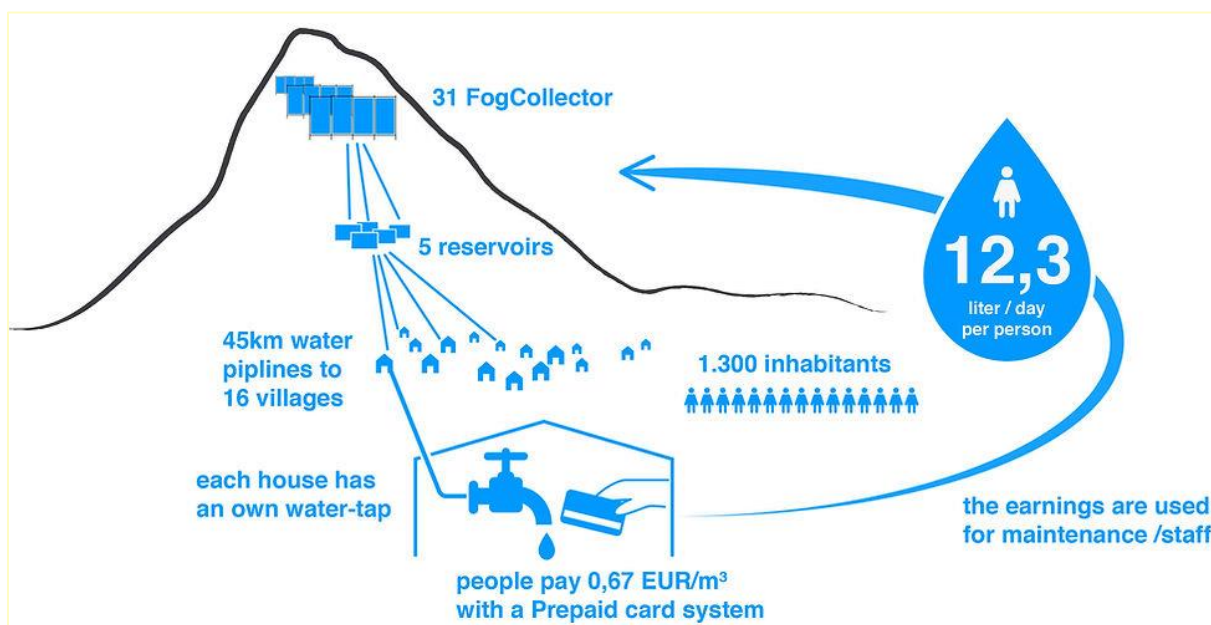 31 FogCollector
5 reservoirs
12,3
liter / day
per person
45km water
piplines to
16 villages
1.300 inhabitants
each house has
an own water-tap
the earnings are used
for maintenance /staff
people pay 0,67 EUR/m³
with a Prepaid card system